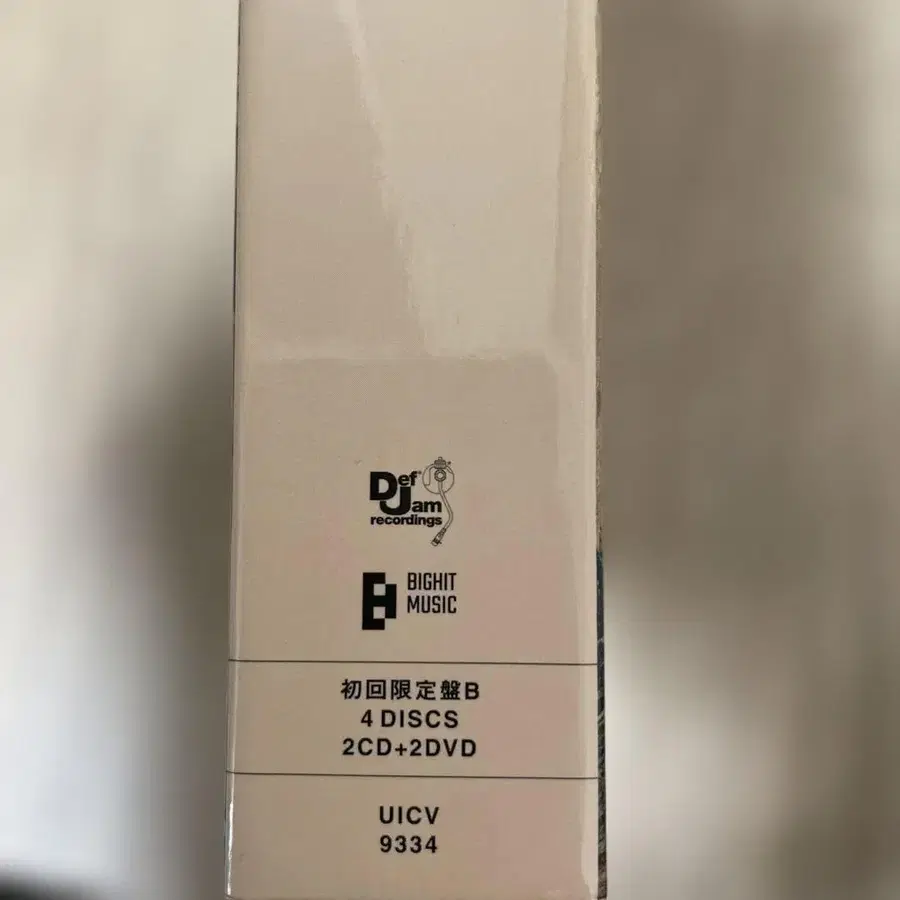 Def
Jam
recordings
BIGHIT
MUSIC
初回限定盤B
4 DISCS
2CD+2DVD
UICV
9334